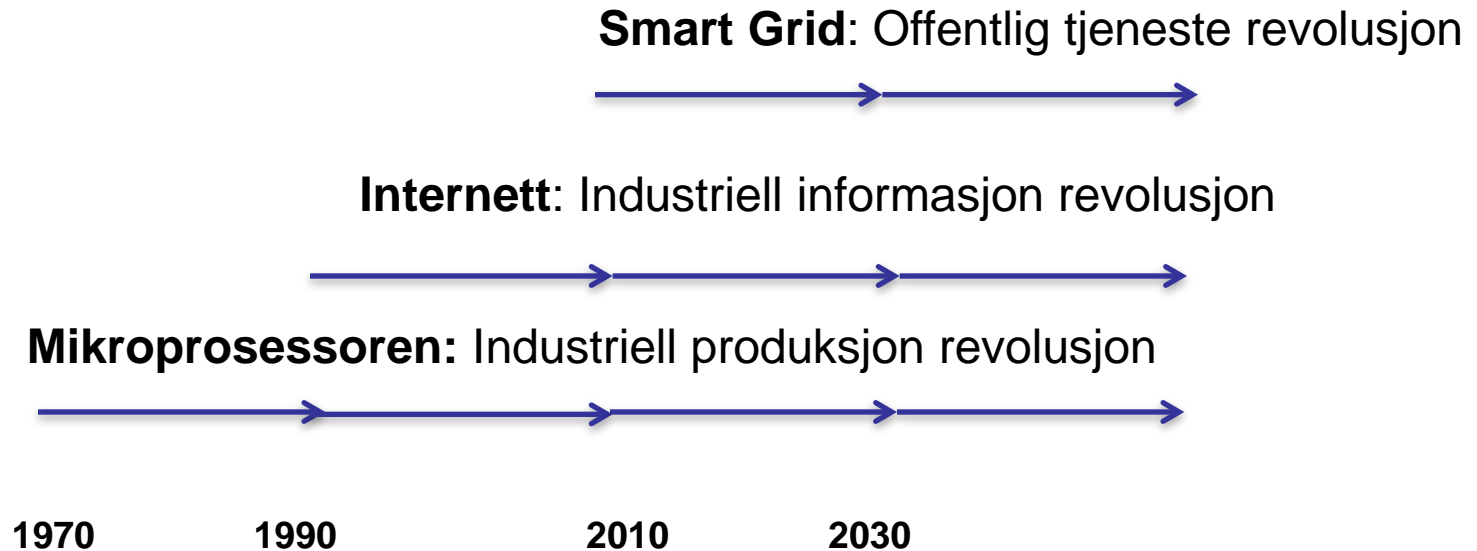 Smart Grid: Offentlig tjeneste revolusjon
Internett: Industriell informasjon revolusjon
Mikroprosessoren: Industriell produksjon revolusjon
1970 1990 2010 2030